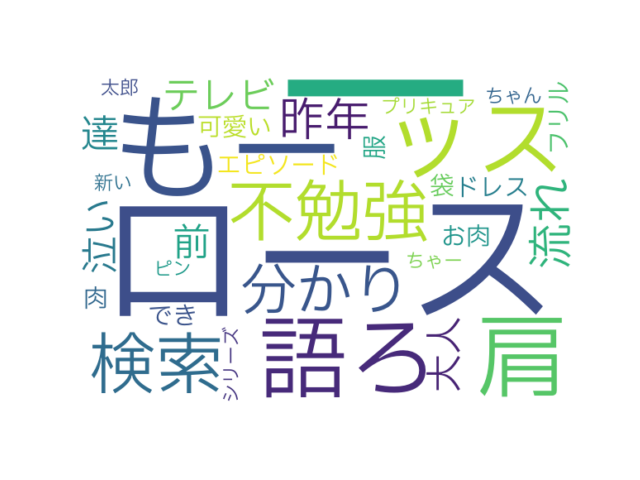 太郎
テレビ
ー
昨年
プリキュア
ちゃん
フリル
達
も
可愛い
ー
服
ッス
エピソード
新い
不勉強
袋
ドレス
流れ
泣い
ロース
前
お肉
ピン
分かり
ちゃー
肉
でき
検索
シリーズ
語ろ
大人
肩